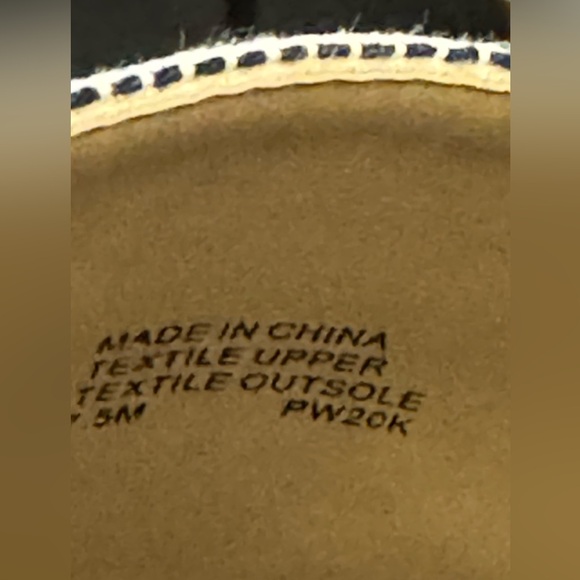 MADE IN CHINA
TEXTILE UPPER
TEXTILE OUTSOLE
5M PW20K